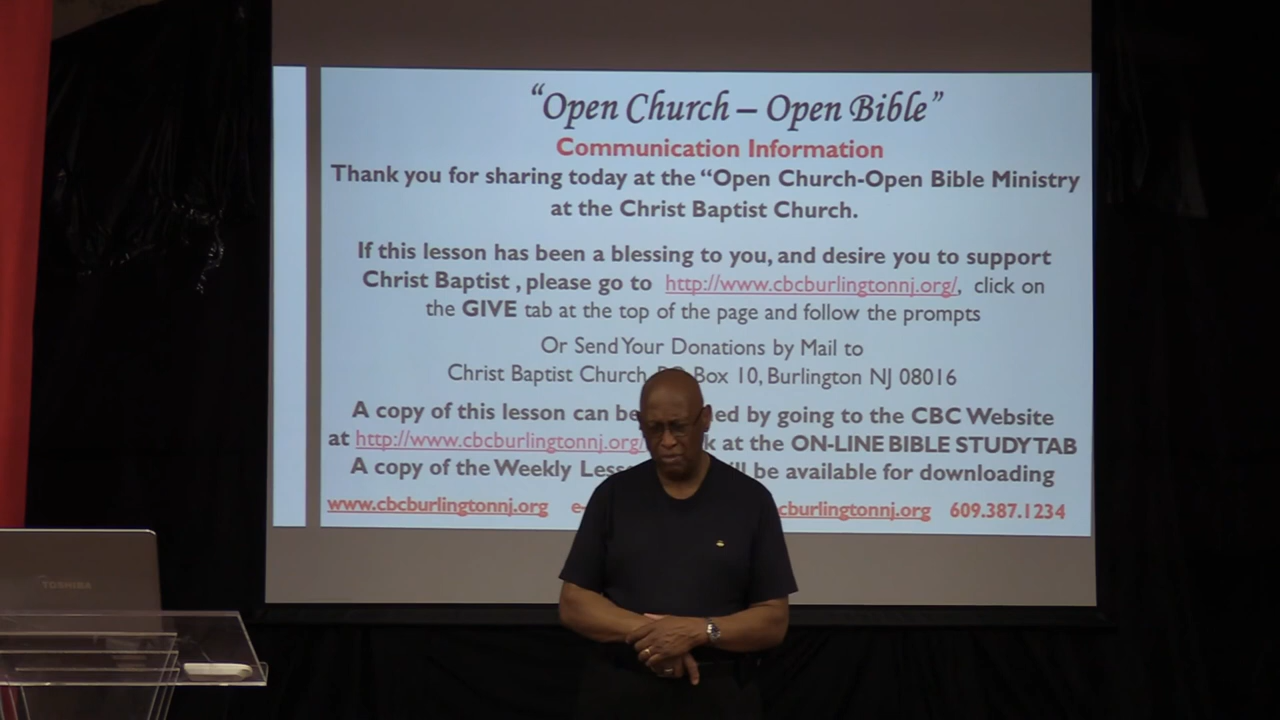 “Open Church – Open Bible”
Communication Information
Thank you for sharing today at the “Open Church-Open Bible Ministry
at the Christ Baptist Church.
If this lesson has been a blessing to you, and desire you to support
Christ Baptist , please go to http://www.cbcburlingtonnj.org/, click on
the GIVE tab at the top of the page and follow the prompts
Or Send Your Donations by Mail to
Christ Baptist Church Box 10, Burlington NJ 08016
A copy of this lesson can be ed by going to the CBC Website
at http://www.cbcburlingtonnj.org/ k at the ON-LINE BIBLE STUDY TAB
A copy of the Weekly Less ll be available for downloading
www.cbcburlingtonnj.org e- cburlingtonnj.org 609.387.1234
TOSHIBA